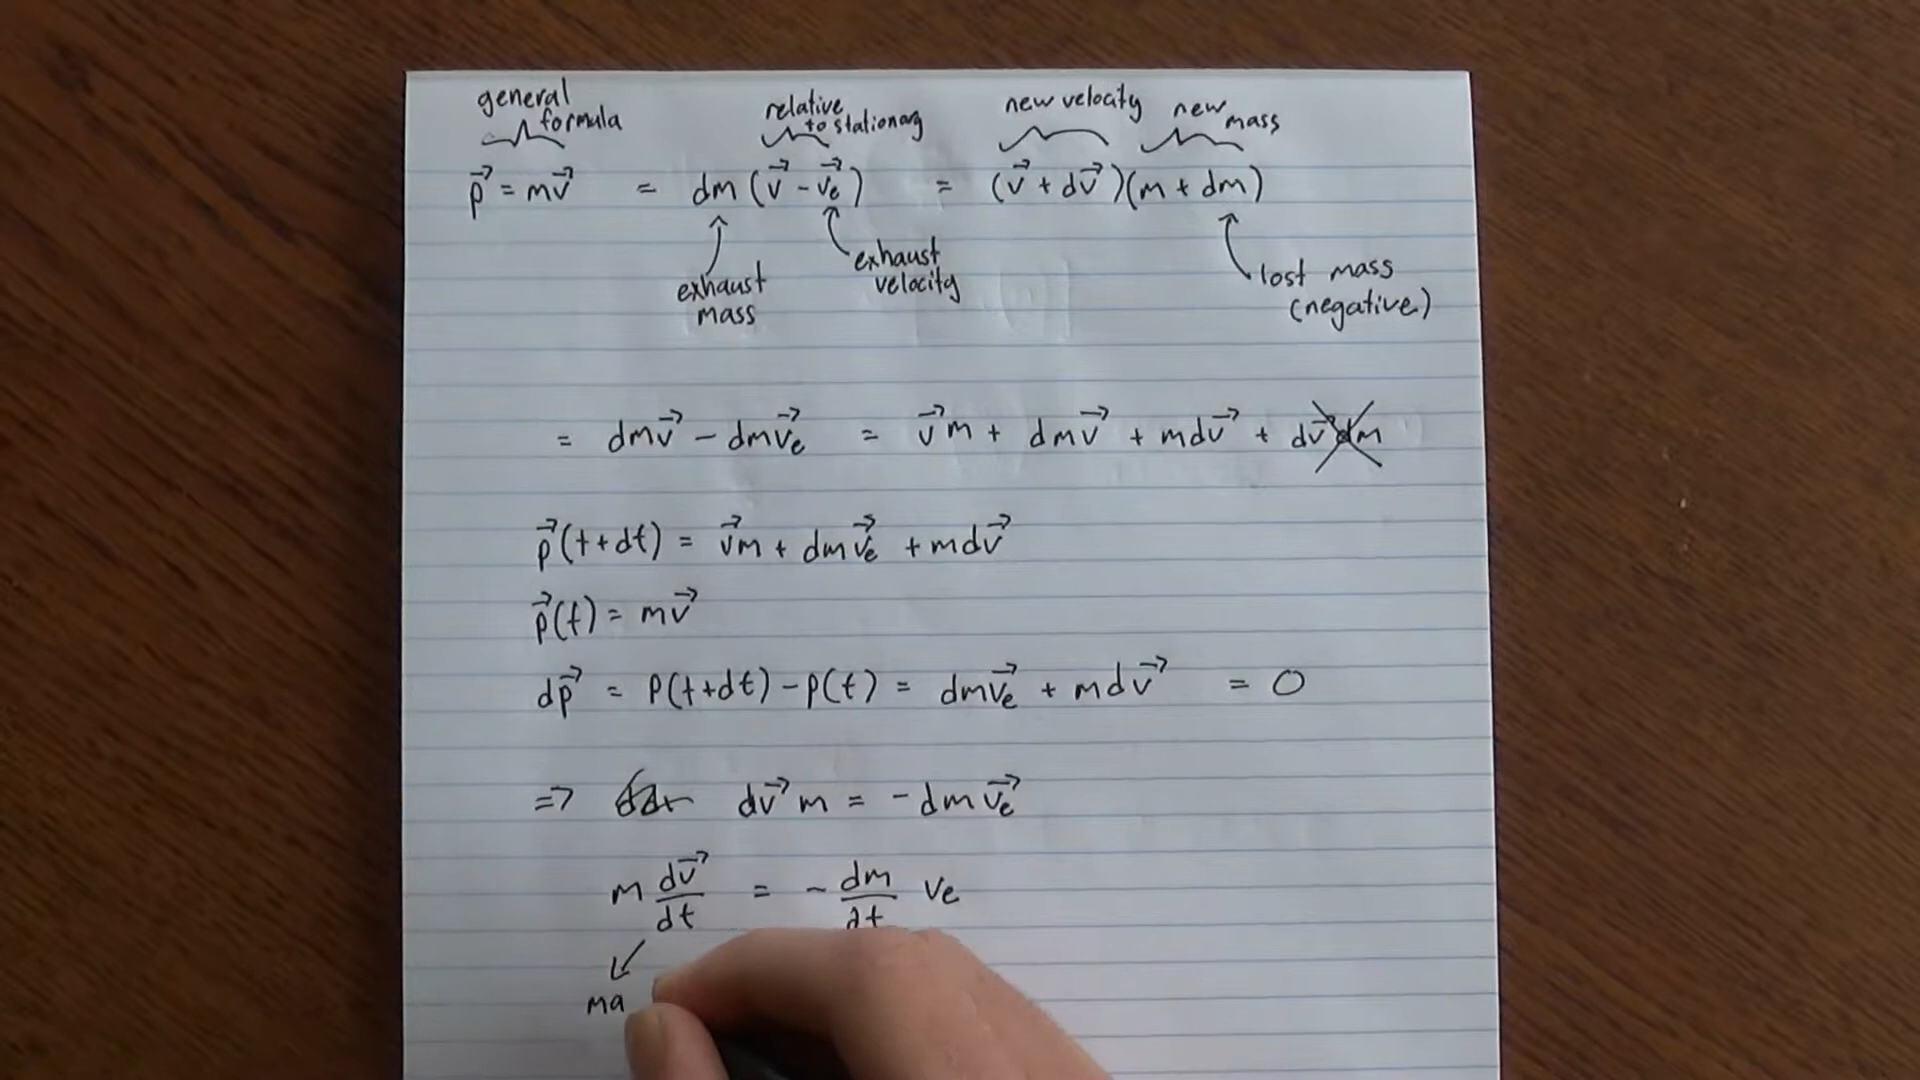 general formula relative to stationary new velocity new mass
p⃗ = mv⃗ = dm (v⃗ - v⃗e) = (v⃗ + dv⃗)(m + dm)
exhaust mass exhaust velocity lost mass (negative)
= dmv⃗ - dmv⃗e = v⃗m + dmv⃗ + mdv⃗ + dv⃗dm
p⃗(t+dt) = v⃗m + dmv⃗e + mdv⃗
p⃗(t) = mv⃗
dp⃗ = P(t+dt) - p(t) = dmv⃗e + mdv⃗ = 0
=> dv⃗ m = - dm v⃗e
m dv⃗/dt = - dm/dt ve
ma